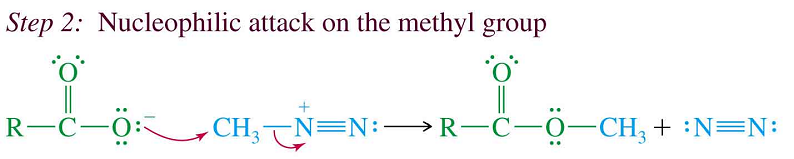 Step 2: Nucleophilic attack on the methyl group
O O
R—C—O:⁻ CH₃—N⁺≡N: → R—C—O—CH₃ + :N≡N: